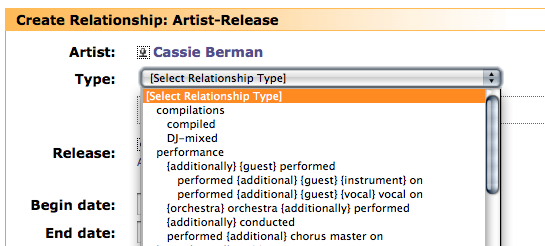 Create Relationship: Artist-Release
Artist: Cassie Berman
Type: [Select Relationship Type]
[Select Relationship Type]
compilations
compiled
DJ-mixed
performance
{additionally} {guest} performed
performed {additional} {guest} {instrument} on
performed {additional} {guest} {vocal} vocal on
{orchestra} orchestra {additionally} performed
{additionally} conducted
performed {additional} chorus master on
Release:
Begin date:
End date: